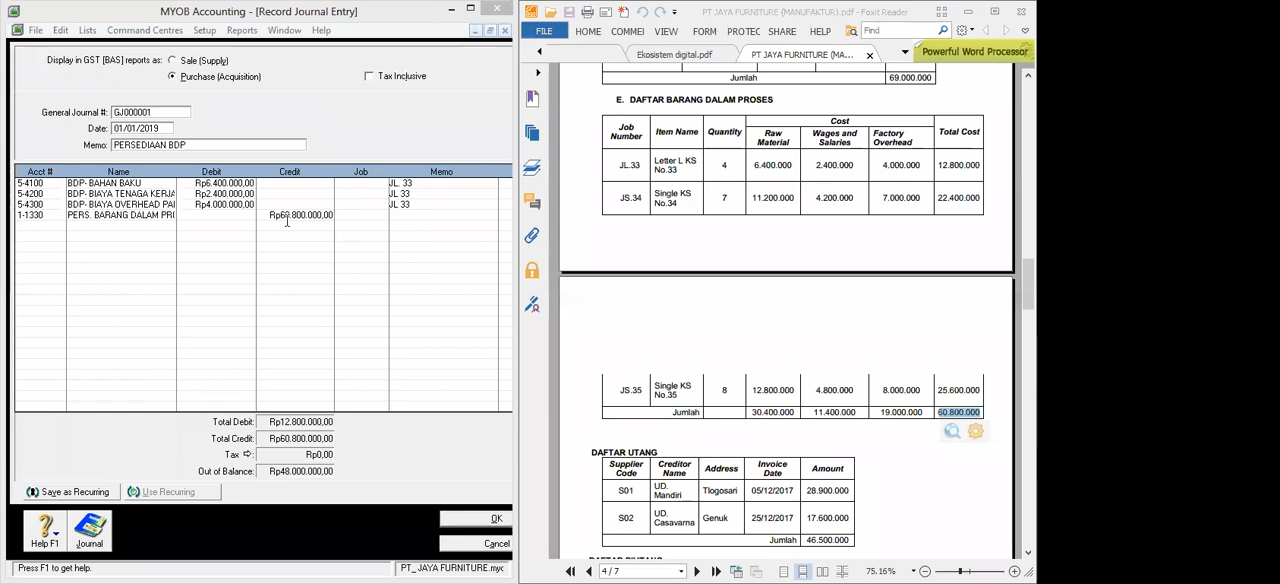 MYOB Accounting - [Record Journal Entry]
File Edit Lists Command Centres Setup Reports Window Help
Display in GST [BAS] reports as: Sale (Supply)
Purchase (Acquisition)
Tax Inclusive
General Journal #: GJ000001
Date: 01/01/2019
Memo: PERSEDIAAN BDP
Acct # Name Debit Credit Job Memo
5-4100 BDP- BAHAN BAKU Rp6.400.000,00 JL. 33
5-4200 BDP- BIAYA TENAGA KERJA Rp2.400.000,00 JL 33
5-4300 BDP- BIAYA OVERHEAD PAI Rp4.000.000,00 JL 33
1-1330 PERS. BARANG DALAM PRO Rp60.800.000,00
Total Debit: Rp12.800.000,00
Total Credit: Rp60.800.000,00
Tax Rp0,00
Out of Balance: Rp48.000.000,00
Save as Recurring Use Recurring
Help F1 Journal
OK
Cancel
Press F1 to get help. PT_ JAYA FURNITURE.myc
PT JAYA FURNITURE (MANUFAKTUR).pdf - Foxit Reader
FILE HOME COMMEI VIEW FORM PROTEC SHARE HELP Find
Ekosistem digital.pdf PT JAYA FURNITURE (MA... Powerful Word Processor
Jumlah 69.000.000
E. DAFTAR BARANG DALAM PROSES
Job Number Item Name Quantity Cost Total Cost
Raw Material Wages and Salaries Factory Overhead
JL.33 Letter L KS No.33 4 6.400.000 2.400.000 4.000.000 12.800.000
JS.34 Single KS No.34 7 11.200.000 4.200.000 7.000.000 22.400.000
JS.35 Single KS No.35 8 12.800.000 4.800.000 8.000.000 25.600.000
Jumlah 30.400.000 11.400.000 19.000.000 60.800.000
DAFTAR UTANG
Supplier Code Creditor Name Address Invoice Date Amount
S01 UD. Mandiri Tlogosari 05/12/2017 28.900.000
S02 UD. Casavarna Genuk 25/12/2017 17.600.000
Jumlah 46.500.000
4 / 7 75.16%